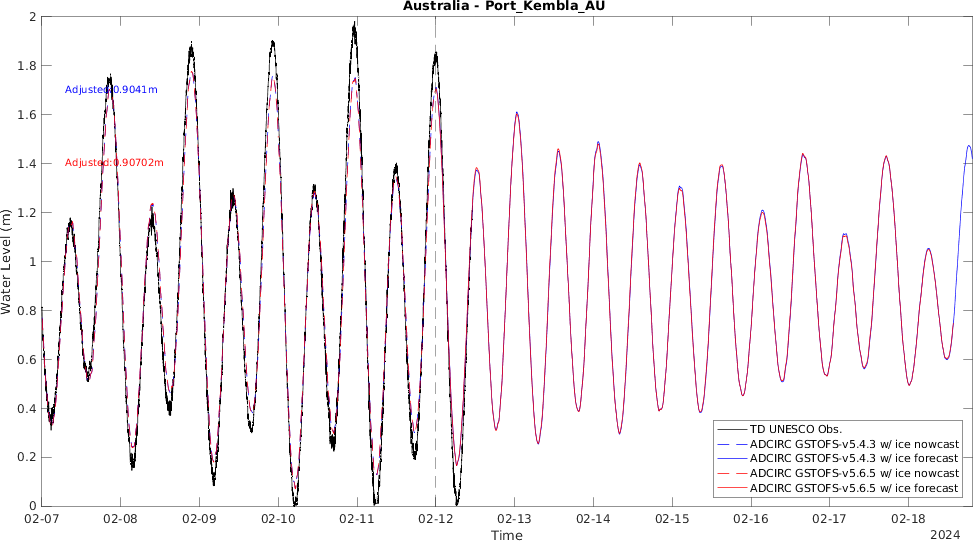 Australia - Port_Kembla_AU
2
1.8
Adjusted:0.9041m
1.6
1.4
Adjusted:0.90702m
1.2
1
0.8
0.6
0.4
0.2
0
Water Level (m)
TD UNESCO Obs.
ADCIRC GSTOFS-v5.4.3 w/ ice nowcast
ADCIRC GSTOFS-v5.4.3 w/ ice forecast
ADCIRC GSTOFS-v5.6.5 w/ ice nowcast
ADCIRC GSTOFS-v5.6.5 w/ ice forecast
02-07 02-08 02-09 02-10 02-11 02-12 02-13 02-14 02-15 02-16 02-17 02-18
Time
2024